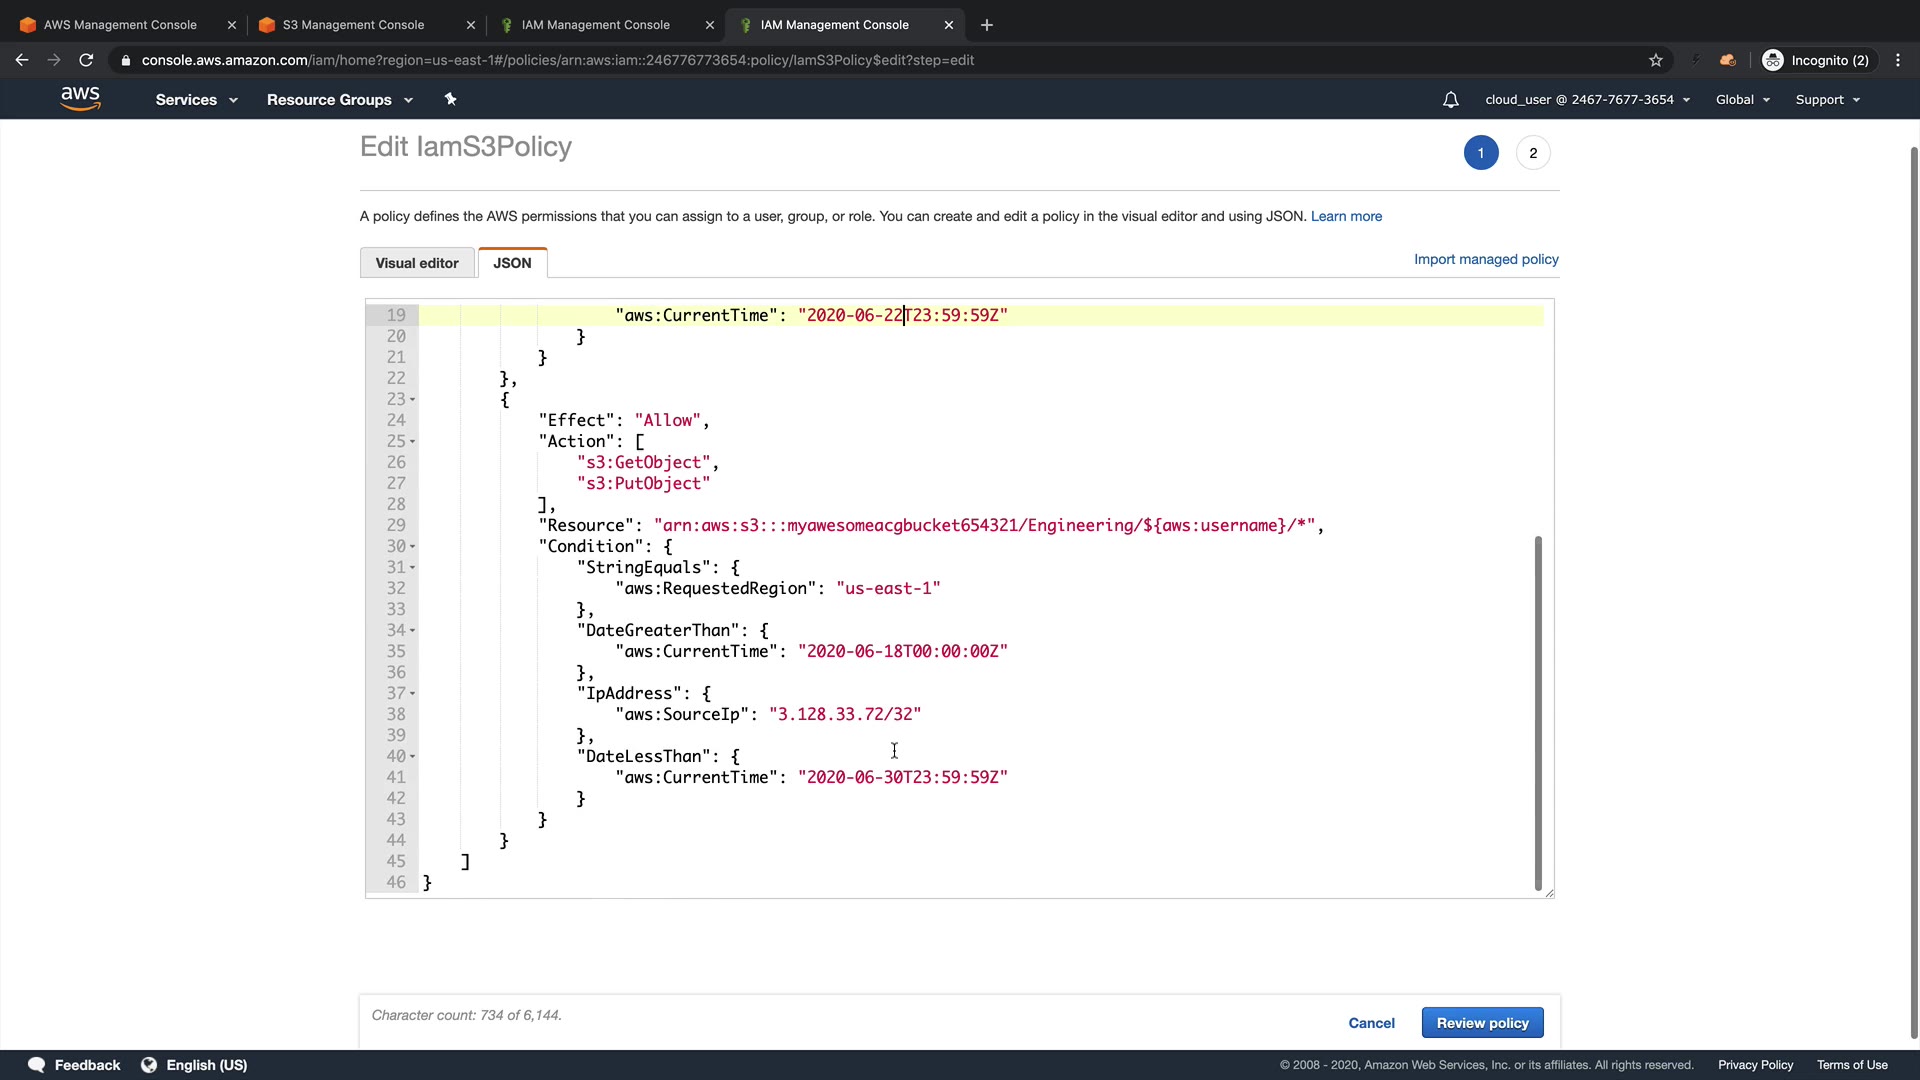 AWS Management Console
S3 Management Console
IAM Management Console
IAM Management Console
console.aws.amazon.com/iam/home?region=us-east-1#/policies/arn:aws:iam::246776773654:policy/IamS3Policy$edit?step=edit
Incognito (2)
aws
Services
Resource Groups
cloud_user @ 2467-7677-3654
Global
Support
Edit IamS3Policy
1
2
A policy defines the AWS permissions that you can assign to a user, group, or role. You can create and edit a policy in the visual editor and using JSON. Learn more
Visual editor
JSON
Import managed policy
19 "aws:CurrentTime": "2020-06-22T23:59:59Z"
20 }
21 }
22 },
23 {
24 "Effect": "Allow",
25 "Action": [
26 "s3:GetObject",
27 "s3:PutObject"
28 ],
29 "Resource": "arn:aws:s3:::myawesomeacgbucket654321/Engineering/${aws:username}/*",
30 "Condition": {
31 "StringEquals": {
32 "aws:RequestedRegion": "us-east-1"
33 },
34 "DateGreaterThan": {
35 "aws:CurrentTime": "2020-06-18T00:00:00Z"
36 },
37 "IpAddress": {
38 "aws:SourceIp": "3.128.33.72/32"
39 },
40 "DateLessThan": {
41 "aws:CurrentTime": "2020-06-30T23:59:59Z"
42 }
43 }
44 }
45 ]
46 }
Character count: 734 of 6,144.
Cancel
Review policy
Feedback
English (US)
© 2008 - 2020, Amazon Web Services, Inc. or its affiliates. All rights reserved.
Privacy Policy
Terms of Use